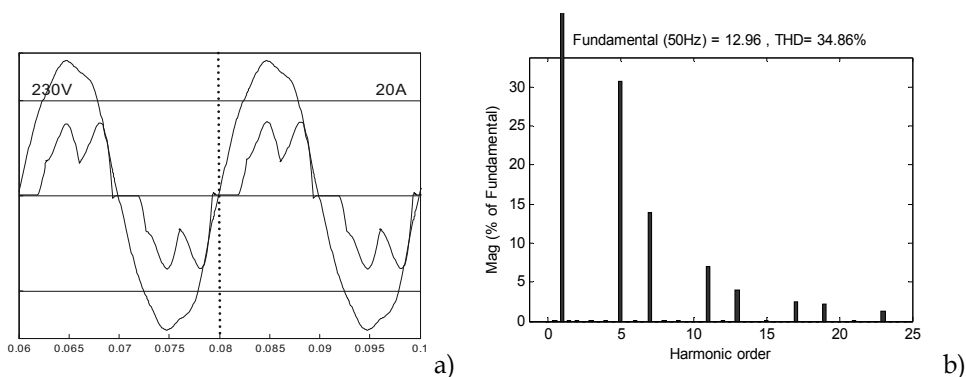 230V 20A
0.06 0.065 0.07 0.075 0.08 0.085 0.09 0.095 0.1
a)
Fundamental (50Hz) = 12.96 , THD= 34.86%
Mag (% of Fundamental)
30
25
20
15
10
5
0
0 5 10 15 20 25
Harmonic order
b)